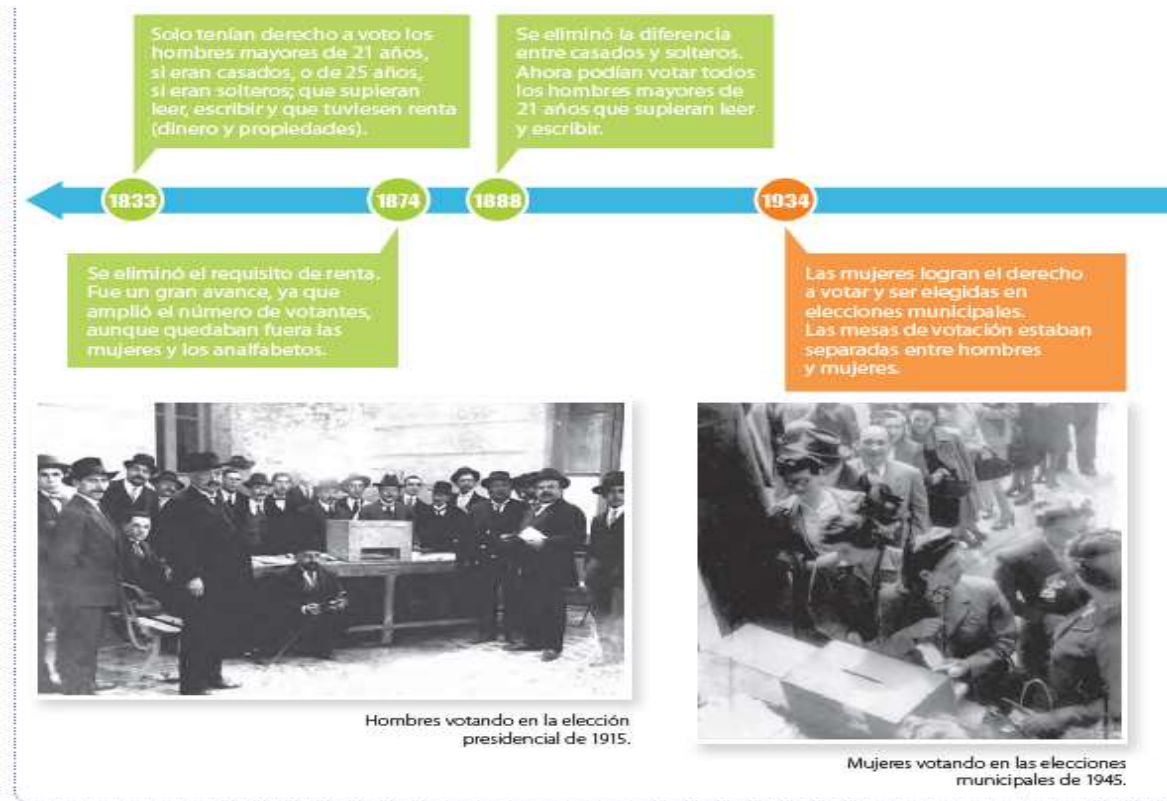 Solo tenían derecho a voto los
hombres mayores de 21 años,
si eran casados, o de 25 años,
si eran solteros; que supieran
leer, escribir y que tuviesen renta
(dinero y propiedades).
Se eliminó la diferencia
entre casados y solteros.
Ahora podían votar todos
los hombres mayores de
21 años que supieran leer
y escribir.
1833
1874
1888
1934
Se eliminó el requisito de renta.
Fue un gran avance, ya que
amplió el número de votantes,
aunque quedaban fuera las
mujeres y los analfabetos.
Las mujeres logran el derecho
a votar y ser elegidas en
elecciones municipales.
Las mesas de votación estaban
separadas entre hombres
y mujeres.
Hombres votando en la elección
presidencial de 1915.
Mujeres votando en las elecciones
municipales de 1945.